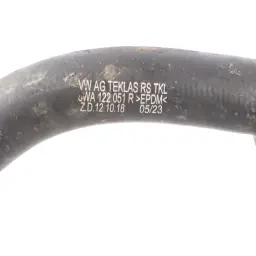 VW AG TEKLAS RS TKL
5WA 122 051 R >EPDM<
Z.D.12.10.18 05/23